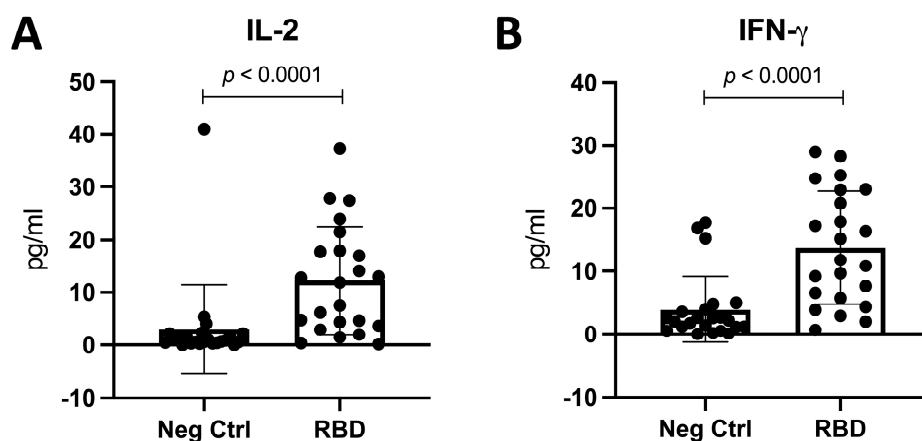 A
IL-2
p < 0.0001
50
40
30
20
10
0
-10
pg/ml
Neg Ctrl
RBD
B
IFN-γ
p < 0.0001
40
30
20
10
0
-10
pg/ml
Neg Ctrl
RBD